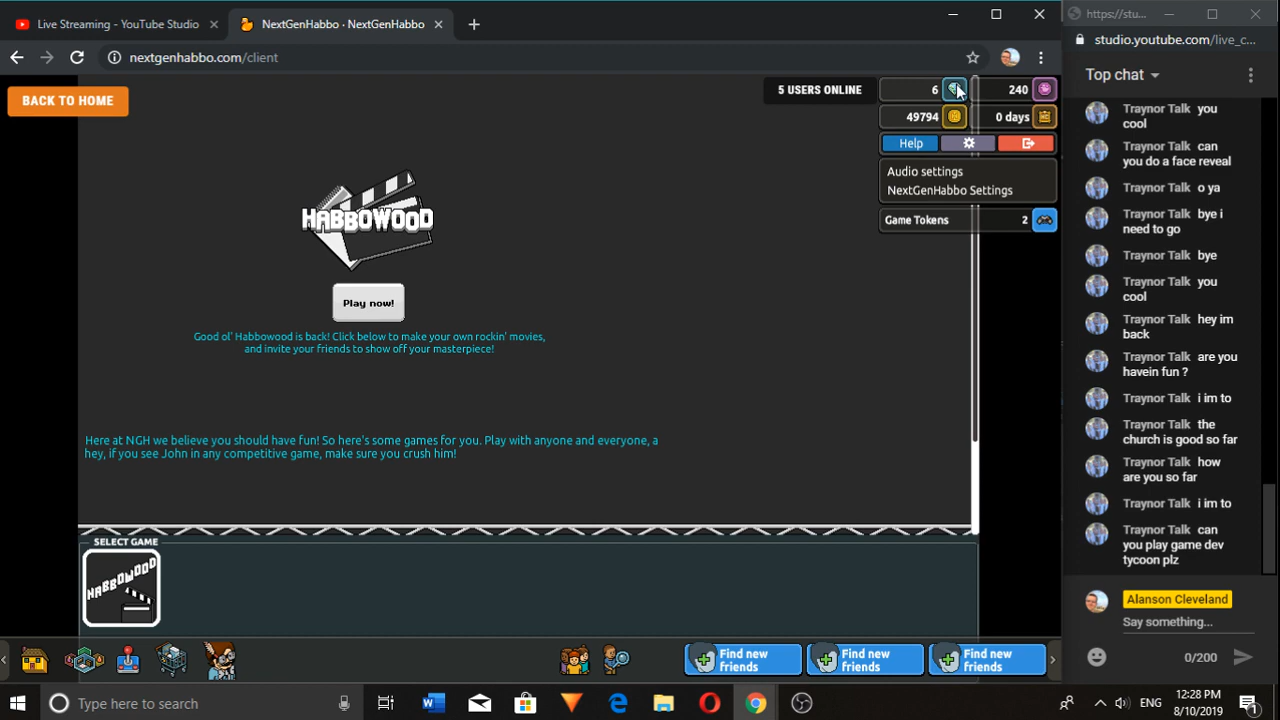 Live Streaming - YouTube Studio
NextGenHabbo · NextGenHabbo
nextgenhabbo.com/client
BACK TO HOME
5 USERS ONLINE
6
240
49794
0 days
Help
Audio settings
NextGenHabbo Settings
Game Tokens 2
HABBOWOOD
Play now!
Good ol' Habbowood is back! Click below to make your own rockin' movies,
and invite your friends to show off your masterpiece!
Here at NGH we believe you should have fun! So here's some games for you. Play with anyone and everyone, a
hey, if you see John in any competitive game, make sure you crush him!
SELECT GAME
HABBOWOOD
Find new
friends
Find new
friends
Find new
friends
https://stu...
studio.youtube.com/live_c...
Top chat
Traynor Talk you
cool
Traynor Talk can
you do a face reveal
Traynor Talk o ya
Traynor Talk bye i
need to go
Traynor Talk bye
Traynor Talk you
cool
Traynor Talk hey im
back
Traynor Talk are you
havein fun ?
Traynor Talk i im to
Traynor Talk the
church is good so far
Traynor Talk how
are you so far
Traynor Talk i im to
Traynor Talk can
you play game dev
tycoon plz
Alanson Cleveland
Say something...
0/200
Type here to search
ENG
12:28 PM
8/10/2019
1